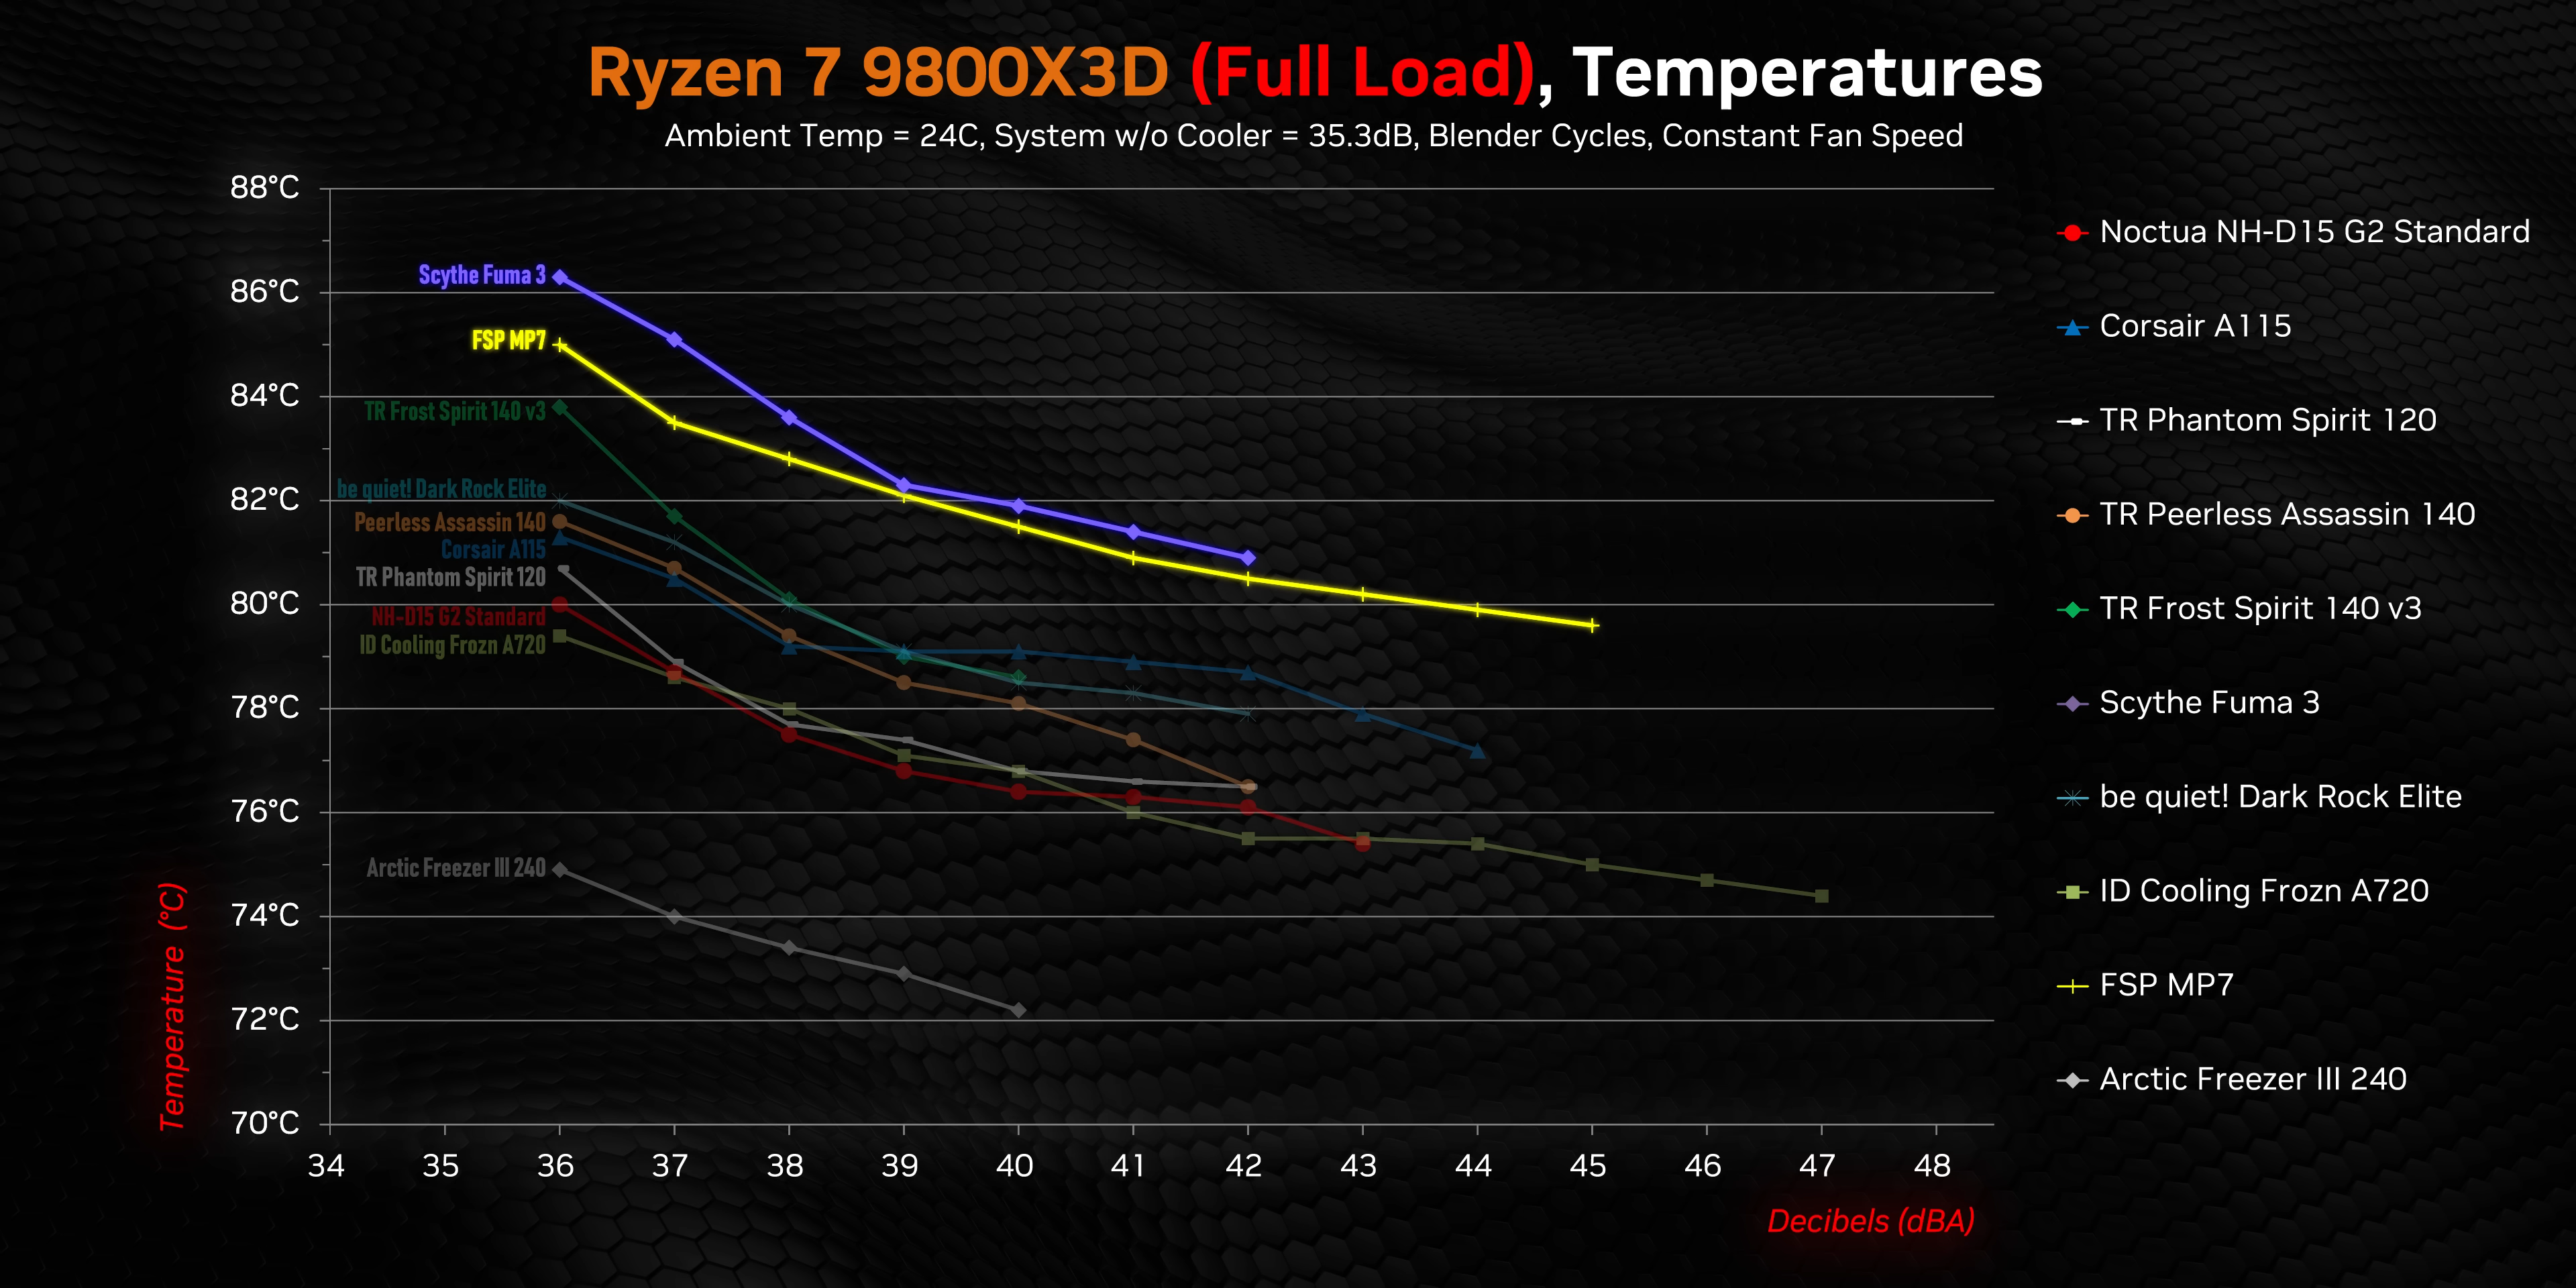 Ryzen 7 9800X3D (Full Load), Temperatures
Ambient Temp = 24C, System w/o Cooler = 35.3dB, Blender Cycles, Constant Fan Speed
88°C
86°C
84°C
82°C
80°C
78°C
76°C
74°C
72°C
70°C
Temperature (°C)
Scythe Fuma 3
FSP MP7
TR Frost Spirit 140 v3
be quiet! Dark Rock Elite
Peerless Assassin 140
Corsair A115
TR Phantom Spirit 120
NH-D15 G2 Standard
ID Cooling Frozn A720
Arctic Freezer III 240
34 35 36 37 38 39 40 41 42 43 44 45 46 47 48
Decibels (dBA)
Noctua NH-D15 G2 Standard
Corsair A115
TR Phantom Spirit 120
TR Peerless Assassin 140
TR Frost Spirit 140 v3
Scythe Fuma 3
be quiet! Dark Rock Elite
ID Cooling Frozn A720
FSP MP7
Arctic Freezer III 240